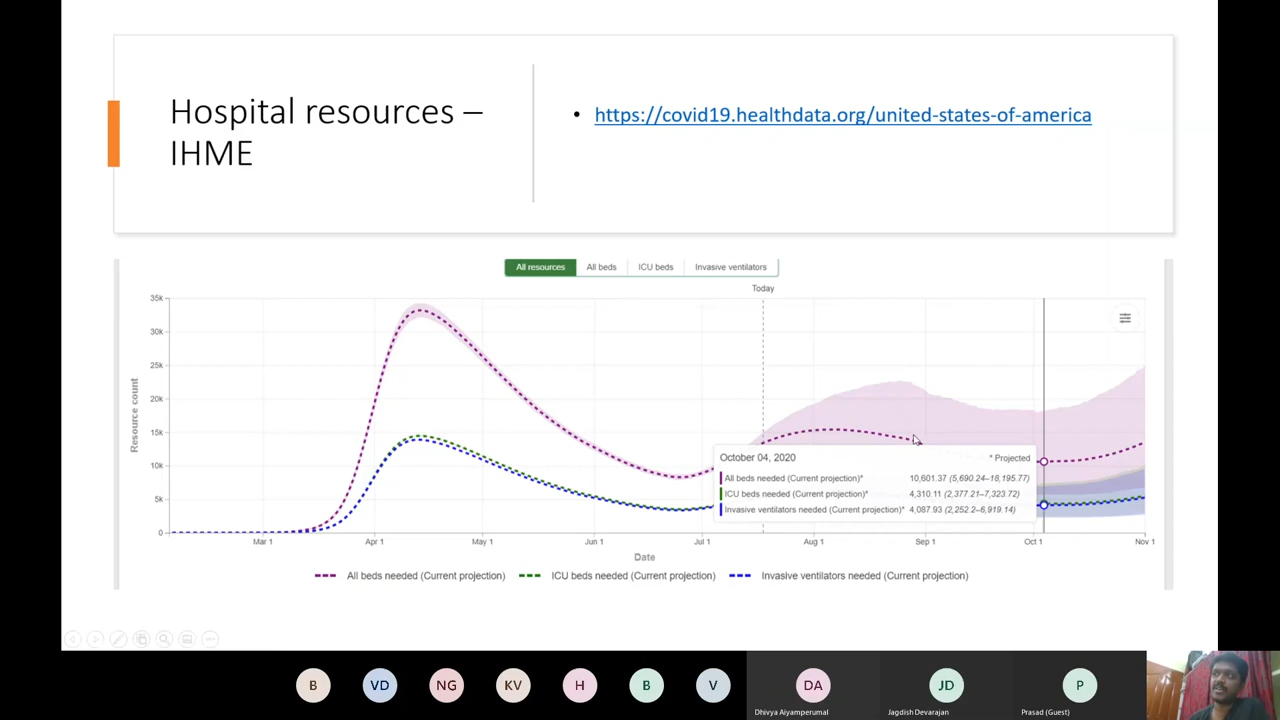 Hospital resources –
IHME
• https://covid19.healthdata.org/united-states-of-america
All resources All beds ICU beds Invasive ventilators
Today
35k
30k
25k
20k
15k
10k
5k
0
Resource count
October 04, 2020 * Projected
All beds needed (Current projection)* 10,601.37 (5,690.24–18,195.77)
ICU beds needed (Current projection)* 4,310.11 (2,377.21–7,323.72)
Invasive ventilators needed (Current projection)* 4,087.93 (2,252.2–6,919.14)
Mar 1 Apr 1 May 1 Jun 1 Jul 1 Aug 1 Sep 1 Oct 1 Nov 1
Date
All beds needed (Current projection) ICU beds needed (Current projection) Invasive ventilators needed (Current projection)
B VD NG KV H B V DA JD P
Dhivya Aiyamperumal Jagdish Devarajan Prasad (Guest)